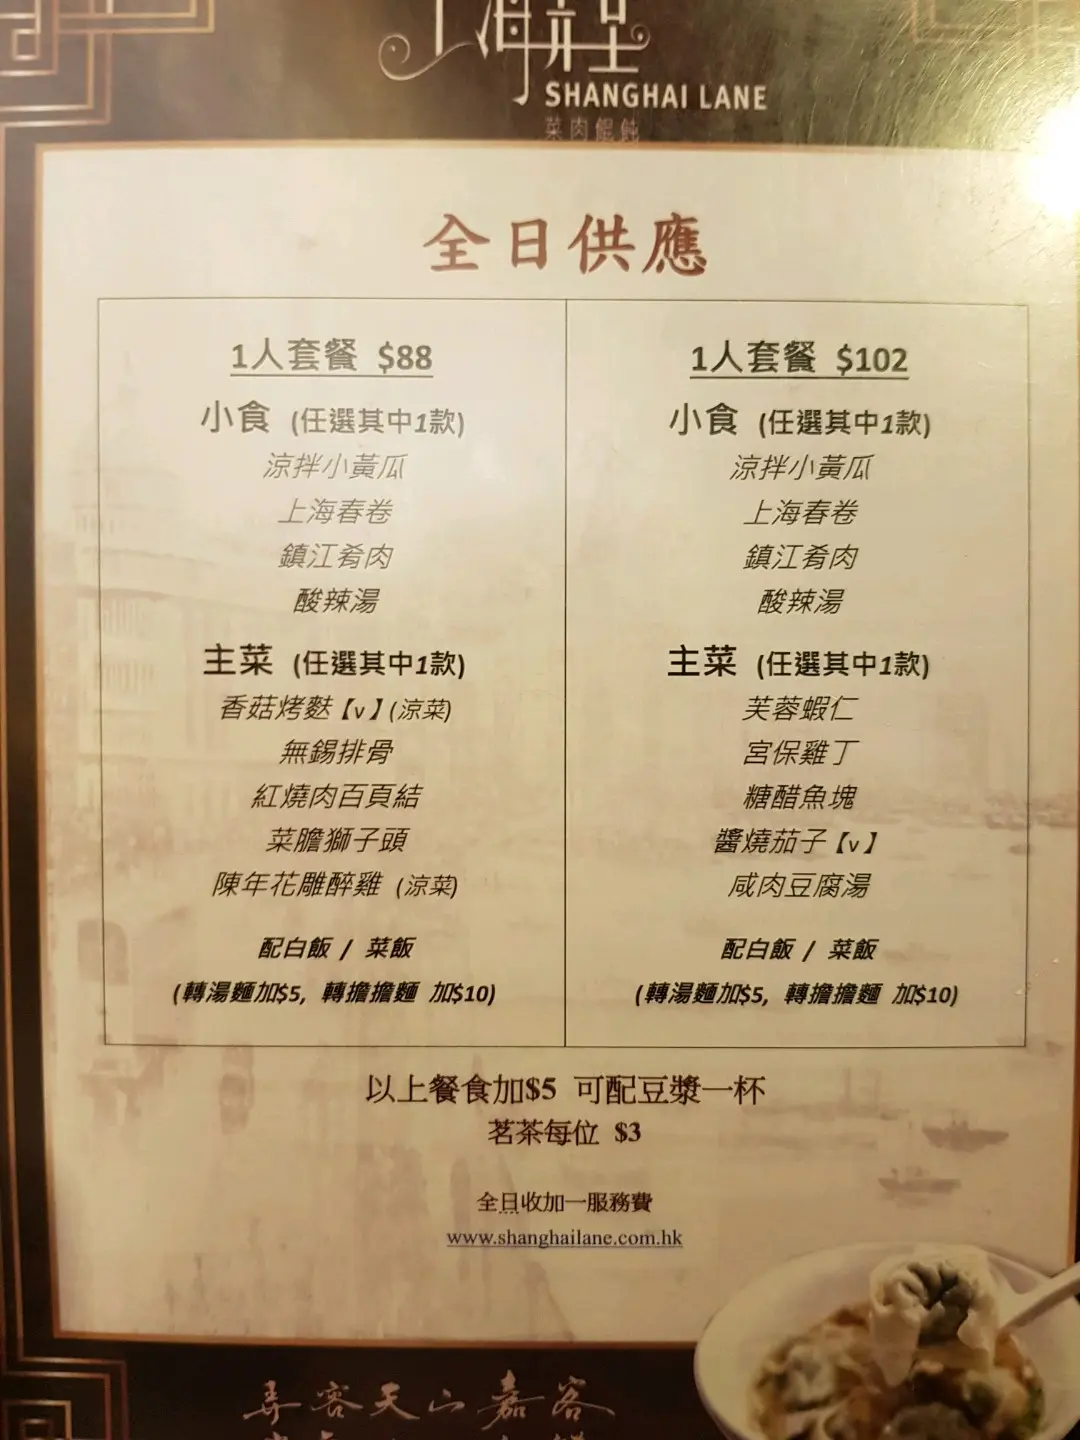 上海弄堂
SHANGHAI LANE
菜肉餛飩
全日供應
1人套餐 $88
小食 (任選其中1款)
涼拌小黃瓜
上海春卷
鎮江肴肉
酸辣湯
主菜 (任選其中1款)
香菇烤麩【v】(涼菜)
無錫排骨
紅燒肉百頁結
菜膽獅子頭
陳年花雕醉雞 (涼菜)
配白飯 / 菜飯
(轉湯麵加$5, 轉擔擔麵 加$10)
1人套餐 $102
小食 (任選其中1款)
涼拌小黃瓜
上海春卷
鎮江肴肉
酸辣湯
主菜 (任選其中1款)
芙蓉蝦仁
宮保雞丁
糖醋魚塊
醬燒茄子【v】
咸肉豆腐湯
配白飯 / 菜飯
(轉湯麵加$5, 轉擔擔麵 加$10)
以上餐食加$5 可配豆漿一杯
茗茶每位 $3
全日收加一服務費
www.shanghailane.com.hk